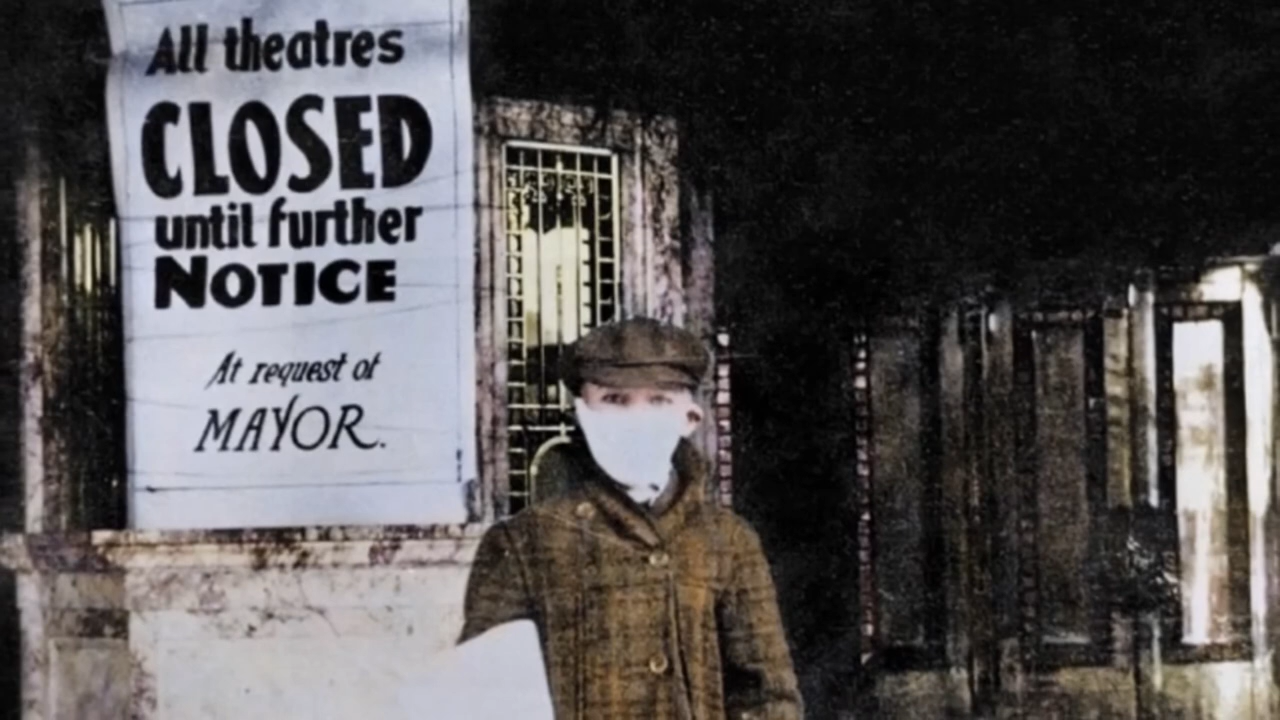 All theatres
CLOSED
until further
NOTICE
At request of
MAYOR.